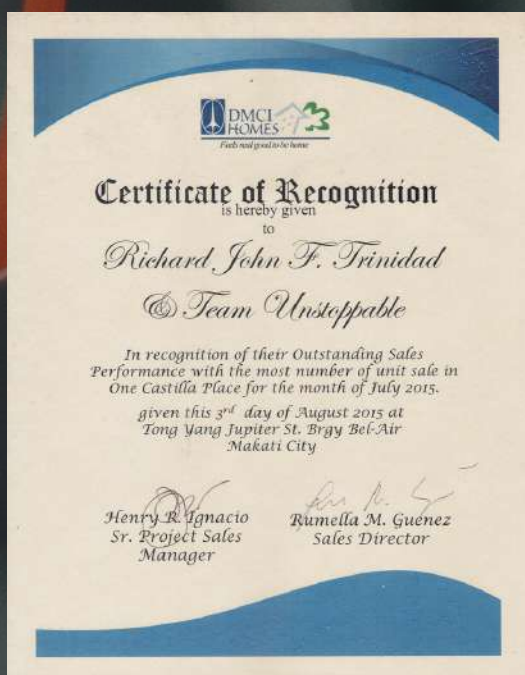 DMCI
HOMES
Feels real good to be home
Certificate of Recognition
is hereby given
to
Richard John F. Trinidad
& Team Unstoppable
In recognition of their Outstanding Sales
Performance with the most number of unit sale in
One Castilla Place for the month of July 2015.
given this 3rd day of August 2015 at
Tong Yang Jupiter St. Brgy Bel-Air
Makati City
Henry R. Ignacio
Sr. Project Sales
Manager
Rumella M. Guenez
Sales Director